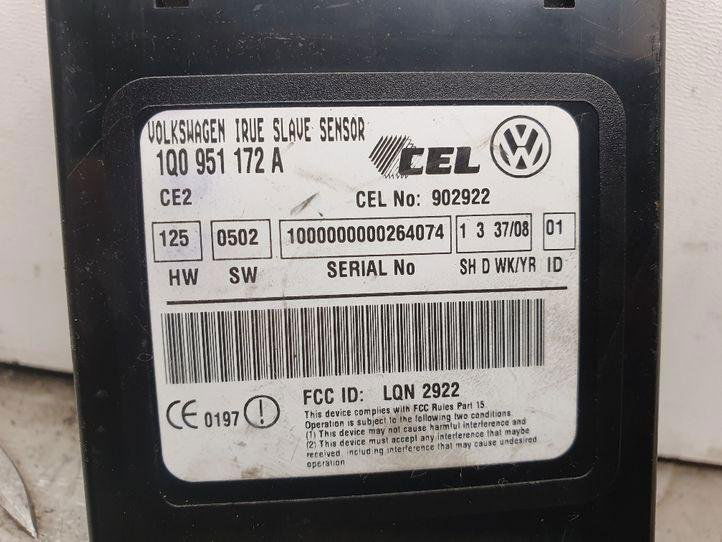 VOLKSWAGEN IRUE SLAVE SENSOR
1Q0 951 172 A
CEL
CE2
CEL No: 902922
125 0502 1000000000264074 1 3 37/08 01
HW SW SERIAL No SH D WK/YR ID
FCC ID: LQN 2922
CE 0197
This device complies with FCC Rules Part 15
Operation is subject to the following two conditions.
(1) This device may not cause harmful interference and
(2) This device must accept any interference that maybe
received including interference that may cause undesired
operation